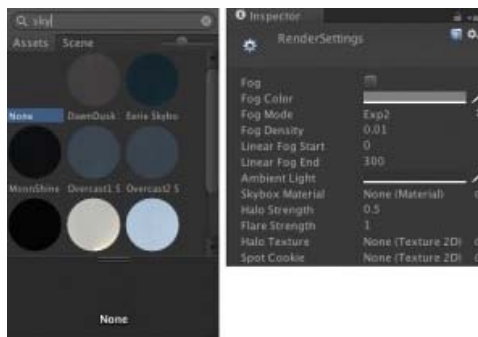 sky
Assets Scene
None DawnDusk Eerie Skybo
MoonShine Overcast1 S Overcast2 S
None
Inspector
RenderSettings
Fog
Fog Color
Fog Mode Exp2
Fog Density 0.01
Linear Fog Start 0
Linear Fog End 300
Ambient Light
Skybox Material None (Material)
Halo Strength 0.5
Flare Strength 1
Halo Texture None (Texture 2D)
Spot Cookie None (Texture 2D)